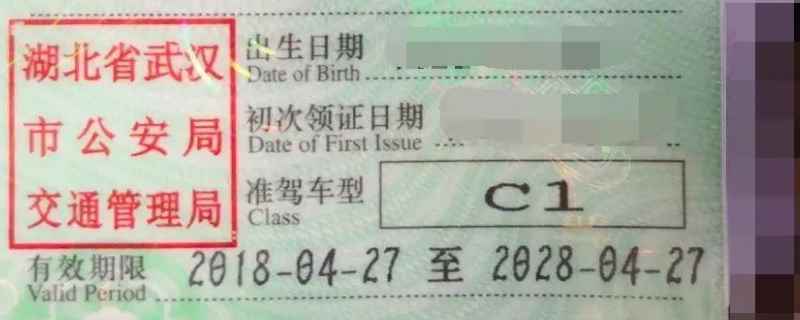 湖北省武汉
市公安局
交通管理局
出生日期
Date of Birth
初次领证日期
Date of First Issue
准驾车型
Class
C1
有效期限
Valid Period
2018-04-27 至 2028-04-27